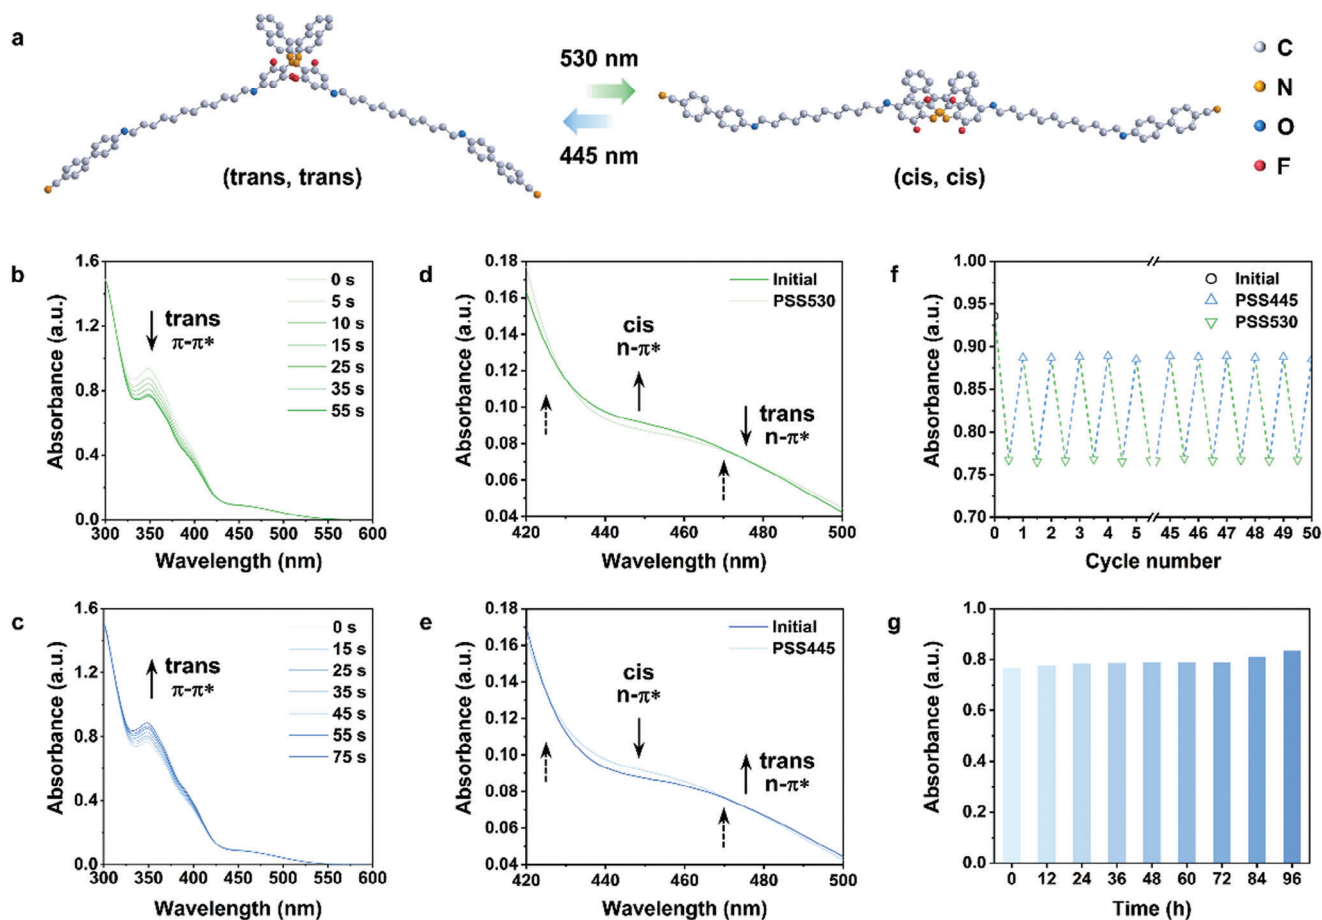 a
530 nm
445 nm
(trans, trans)
(cis, cis)
C
N
O
F
b
Absorbance (a.u.)
1.6
1.2
0.8
0.4
0.0
trans
π-π*
0 s
5 s
10 s
15 s
25 s
35 s
55 s
300 350 400 450 500 550 600
Wavelength (nm)
d
Absorbance (a.u.)
0.18
0.16
0.14
0.12
0.10
0.08
0.06
0.04
Initial
PSS530
cis
n-π*
trans
n-π*
420 440 460 480 500
Wavelength (nm)
f
Absorbance (a.u.)
1.00
0.95
0.90
0.85
0.80
0.75
0.70
Initial
PSS445
PSS530
0 1 2 3 4 5 45 46 47 48 49 50
Cycle number
c
Absorbance (a.u.)
1.6
1.2
0.8
0.4
0.0
trans
π-π*
0 s
15 s
25 s
35 s
45 s
55 s
75 s
300 350 400 450 500 550 600
Wavelength (nm)
e
Absorbance (a.u.)
0.18
0.16
0.14
0.12
0.10
0.08
0.06
0.04
Initial
PSS445
cis
n-π*
trans
n-π*
420 440 460 480 500
Wavelength (nm)
g
Absorbance (a.u.)
1.0
0.8
0.6
0.4
0.2
0.0
0 12 24 36 48 60 72 84 96
Time (h)